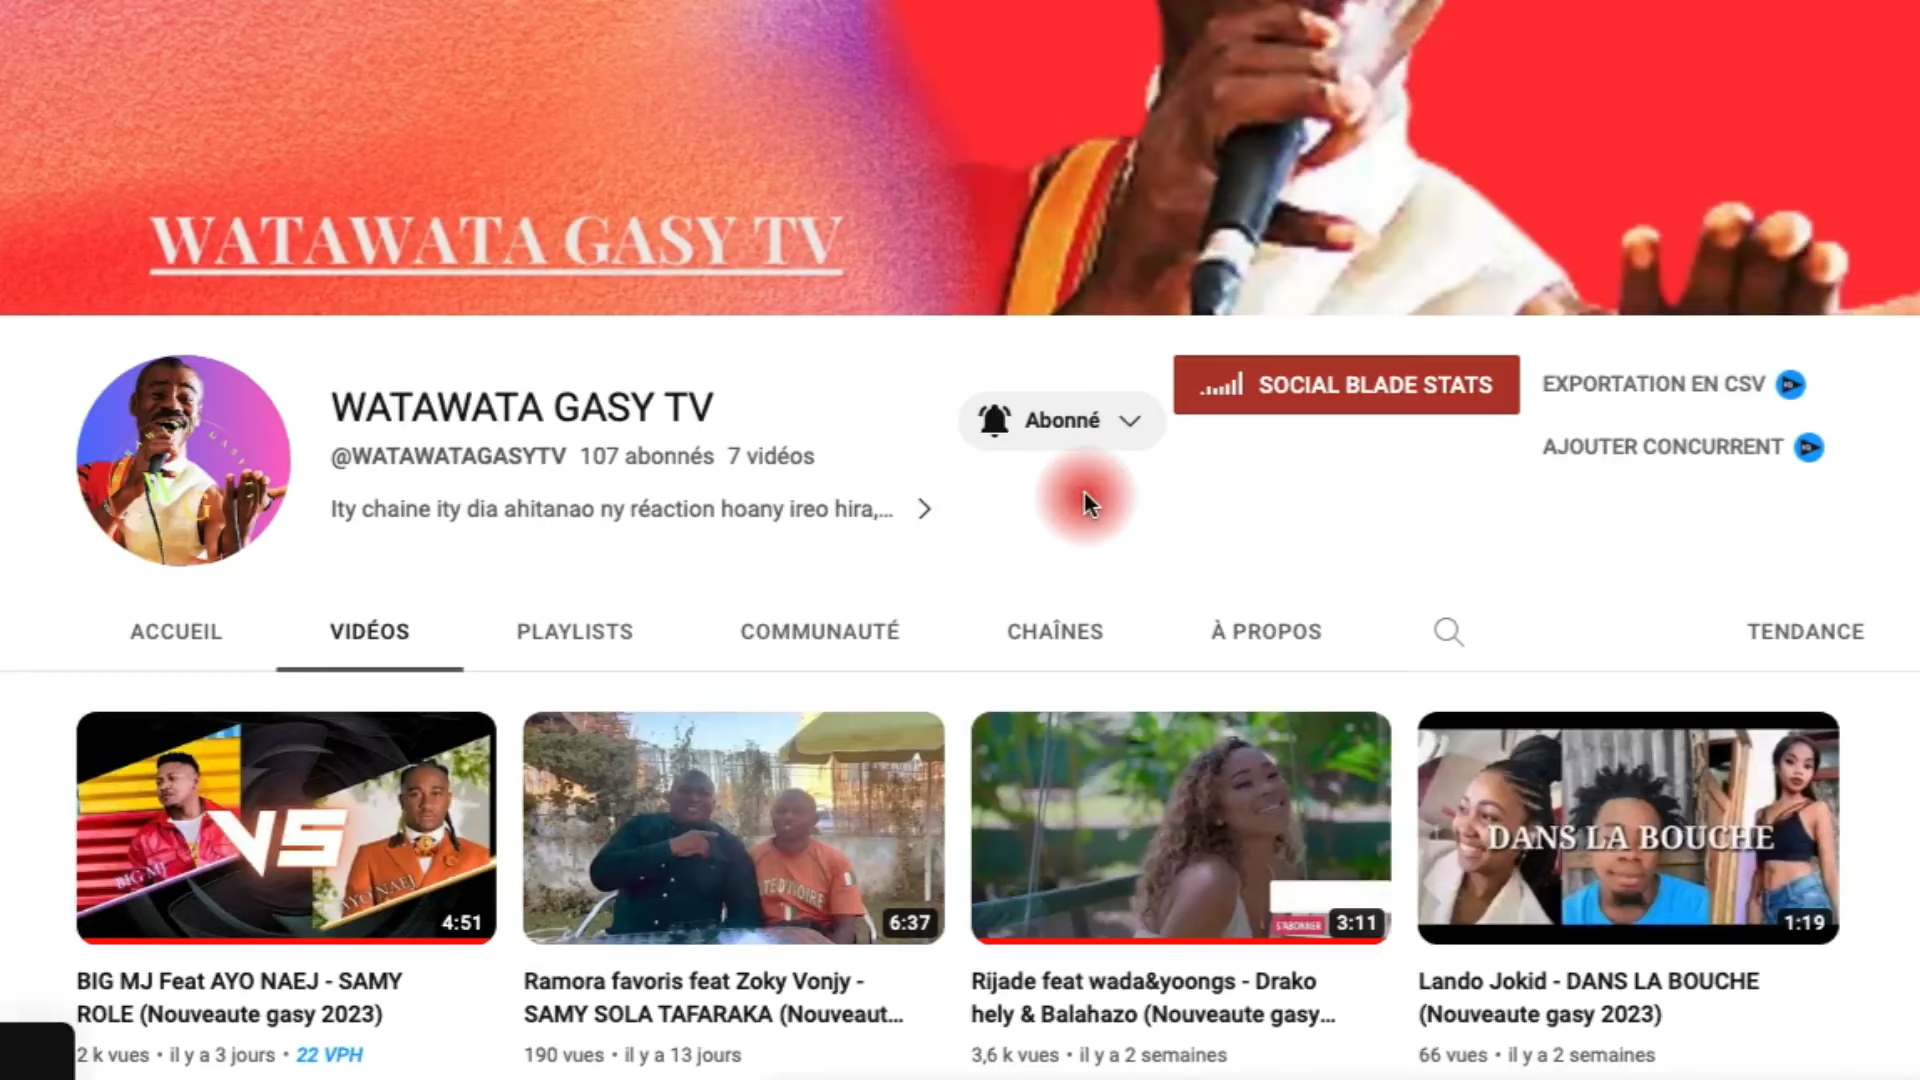 WATAWATA GASY TV
WATAWATA GASY TV
@WATAWATAGASYTV 107 abonnés 7 vidéos
Ity chaine ity dia ahitanao ny réaction hoany ireo hira,...
Abonné
SOCIAL BLADE STATS
EXPORTATION EN CSV
AJOUTER CONCURRENT
ACCUEIL VIDÉOS PLAYLISTS COMMUNAUTÉ CHAÎNES À PROPOS TENDANCE
BIG MJ
VS
AYO NAEJ
4:51
TED'IVOIRE
6:37
S'ABONNER
3:11
DANS LA BOUCHE
1:19
BIG MJ Feat AYO NAEJ - SAMY
ROLE (Nouveaute gasy 2023)
2 k vues • il y a 3 jours • 22 VPH
Ramora favoris feat Zoky Vonjy -
SAMY SOLA TAFARAKA (Nouveaut...
190 vues • il y a 13 jours
Rijade feat wada&yoongs - Drako
hely & Balahazo (Nouveaute gasy...
3,6 k vues • il y a 2 semaines
Lando Jokid - DANS LA BOUCHE
(Nouveaute gasy 2023)
66 vues • il y a 2 semaines